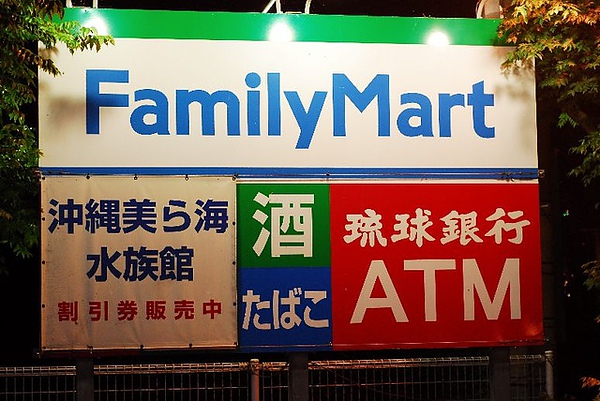 FamilyMart
沖縄美ら海
水族館
割引券販売中
酒
たばこ
琉球銀行
ATM